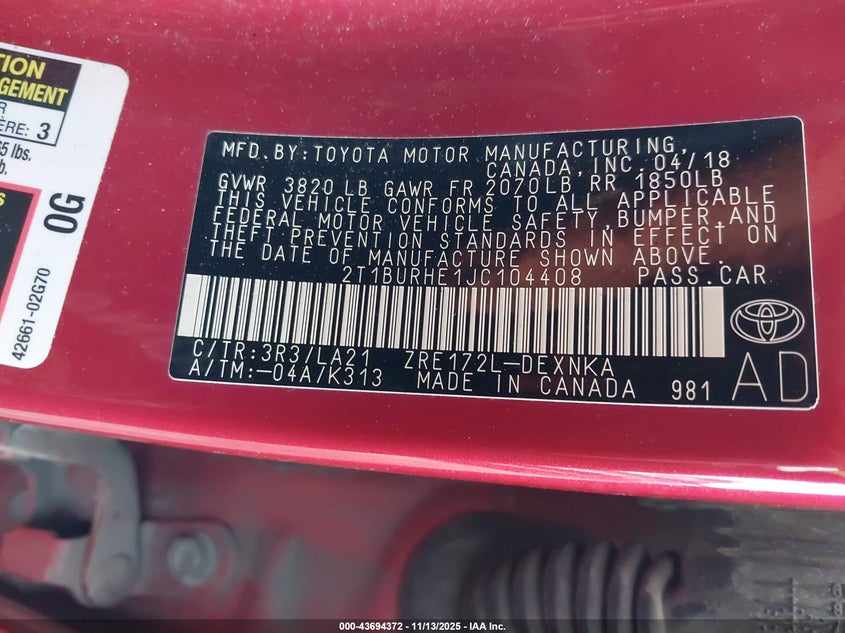 TION
GEMENT
R
ÈRE: 3
5 lbs.
b.
S
0G
42661-02G70
MFD.BY:TOYOTA MOTOR MANUFACTURING,
CANADA,INC. 04/18
GVWR 3820 LB GAWR FR 2070LB RR 1850LB
THIS VEHICLE CONFORMS TO ALL APPLICABLE
FEDERAL MOTOR VEHICLE SAFETY,BUMPER,AND
THEFT PREVENTION STANDARDS IN EFFECT ON
THE DATE OF MANUFACTURE SHOWN ABOVE.
2T1BURHE1JC104408 PASS.CAR
C/TR:3R3/LA21 ZRE172L-DEXNKA
A/TM:-04A/K313 MADE IN CANADA 981
AD
000-43694372 - 11/13/2025 - IAA Inc.